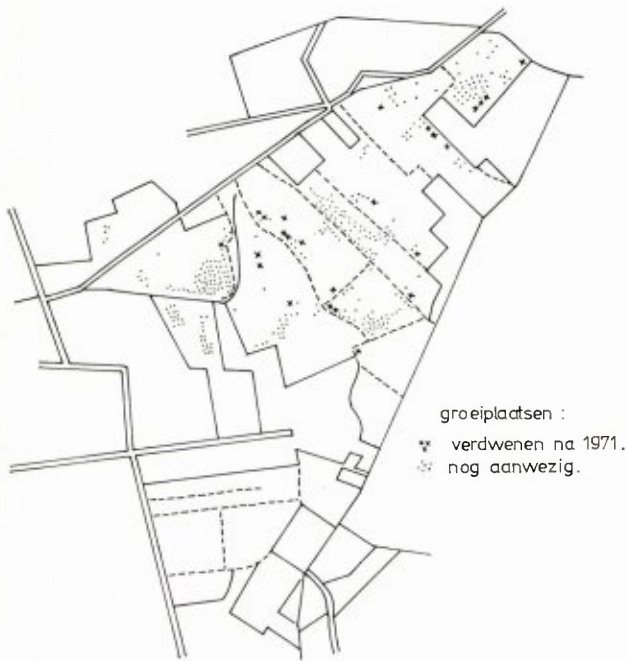 groeiplaatsen :
verdwenen na 1971.
nog aanwezig.